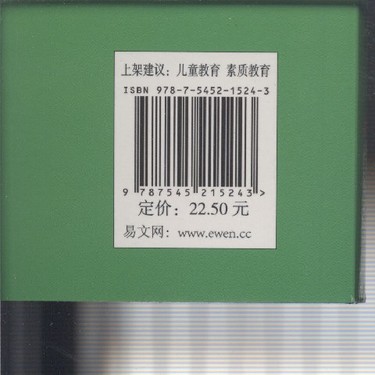 上架建议：儿童教育 素质教育
ISBN 978-7-5452-1524-3
9 787545 215243 >
定价：22.50 元
易文网：www.ewen.cc